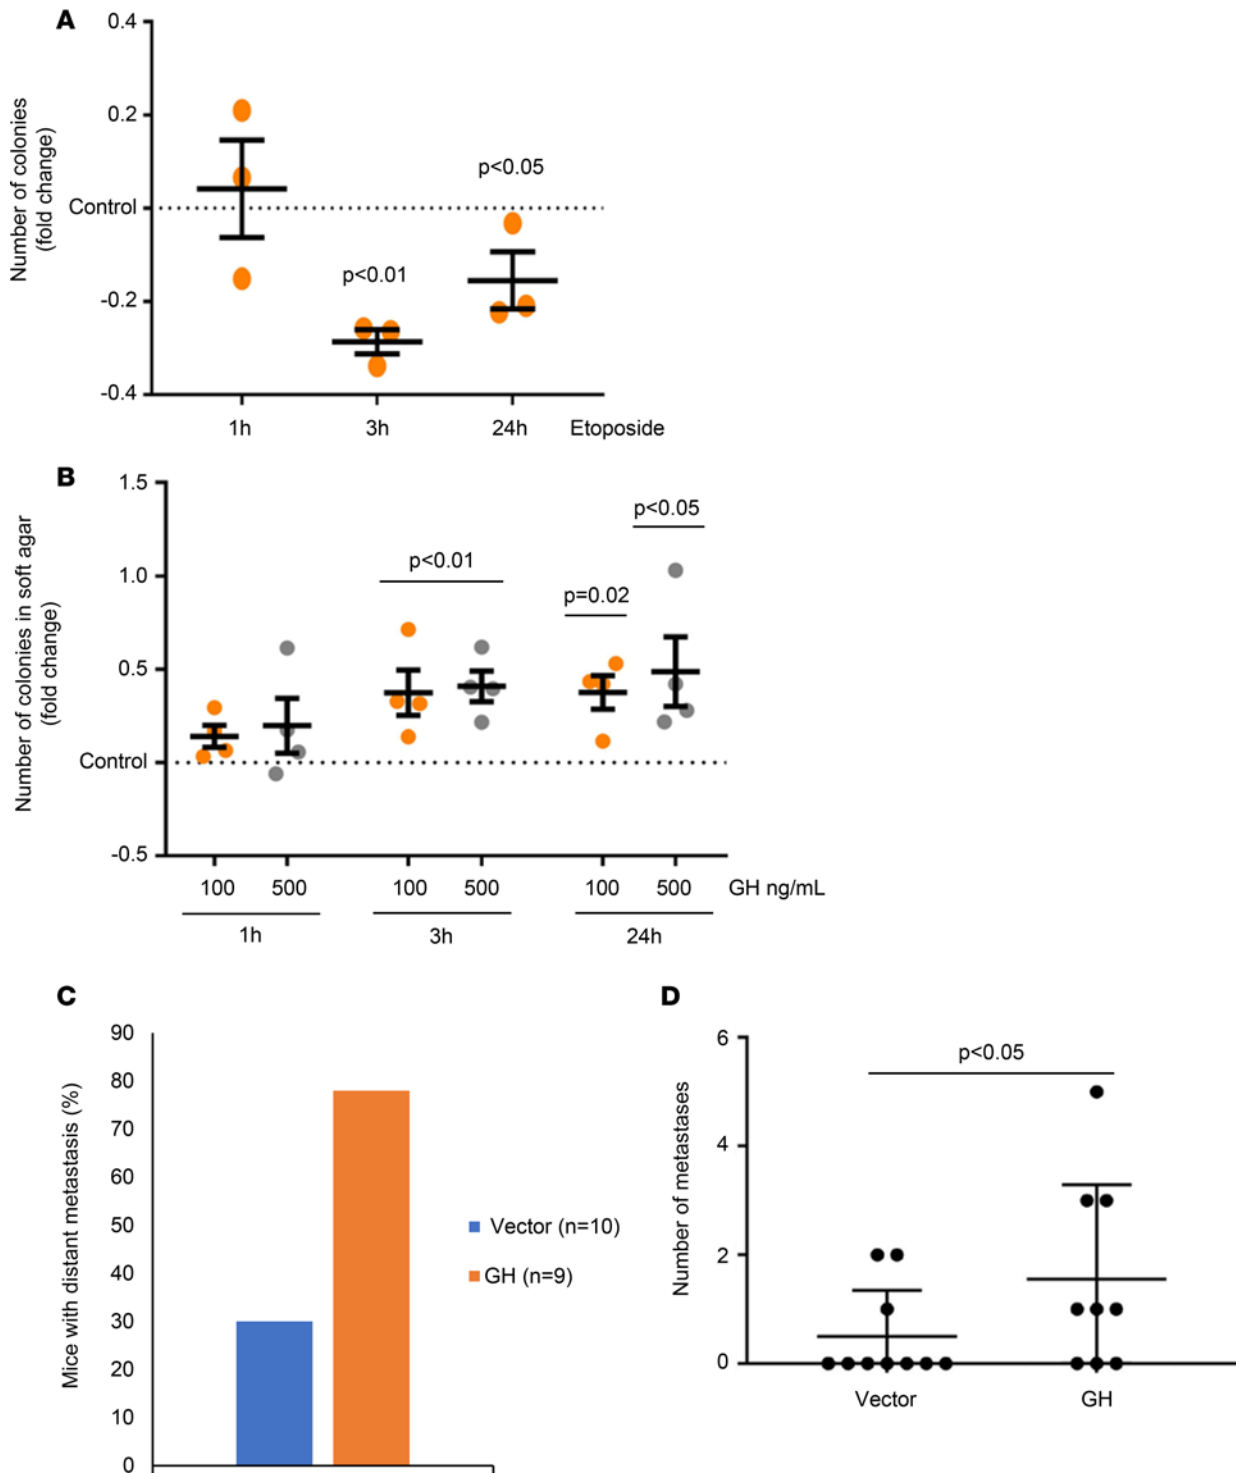 A
Number of colonies
(fold change)
0.4
0.2
Control
-0.2
-0.4
p<0.01
p<0.05
1h 3h 24h Etoposide
B
Number of colonies in soft agar
(fold change)
1.5
1.0
0.5
Control
-0.5
p<0.01
p=0.02
p<0.05
100 500 100 500 100 500 GH ng/mL
1h 3h 24h
C
Mice with distant metastasis (%)
90
80
70
60
50
40
30
20
10
0
Vector (n=10)
GH (n=9)
D
Number of metastases
6
4
2
0
p<0.05
Vector GH